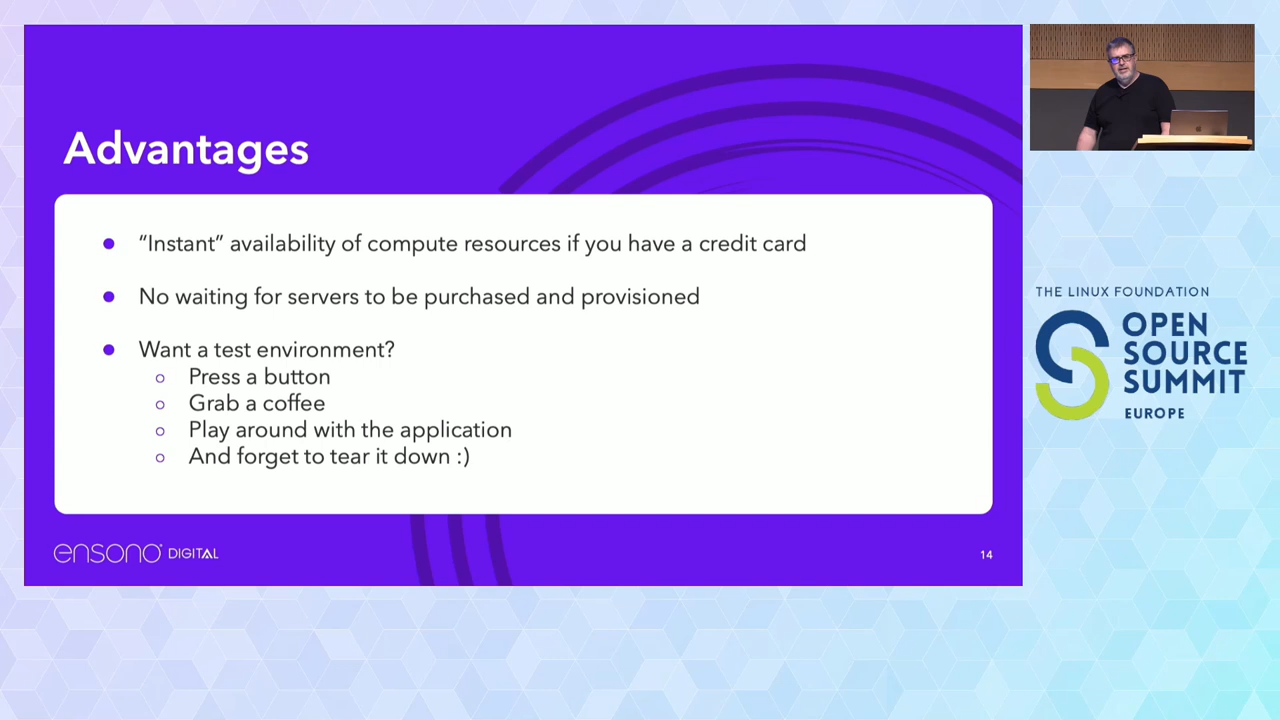 Advantages
● “Instant” availability of compute resources if you have a credit card
● No waiting for servers to be purchased and provisioned
● Want a test environment?
○ Press a button
○ Grab a coffee
○ Play around with the application
○ And forget to tear it down :)
ensono DIGITAL
14
THE LINUX FOUNDATION
OPEN
SOURCE
SUMMIT
EUROPE